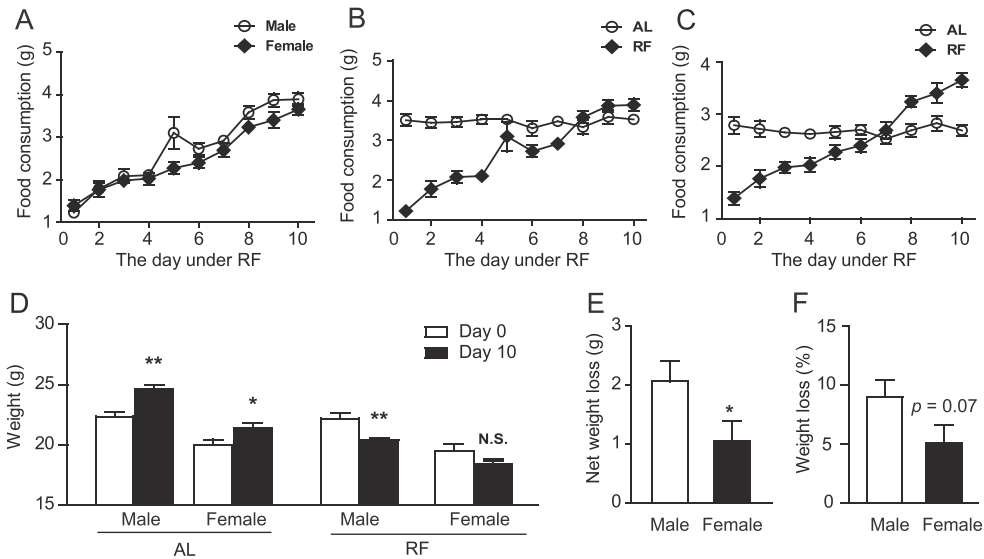 A
Male
Female
Food consumption (g)
5
4
3
2
1
0 2 4 6 8 10
The day under RF
B
AL
RF
Food consumption (g)
5
4
3
2
1
0 2 4 6 8 10
The day under RF
C
AL
RF
Food consumption (g)
4
3
2
1
0 2 4 6 8 10
The day under RF
D
Day 0
Day 10
Weight (g)
30
25
20
15
**
*
**
N.S.
Male Female Male Female
AL RF
E
Net weight loss (g)
3
2
1
0
*
Male Female
F
Weight loss (%)
15
10
5
0
p = 0.07
Male Female